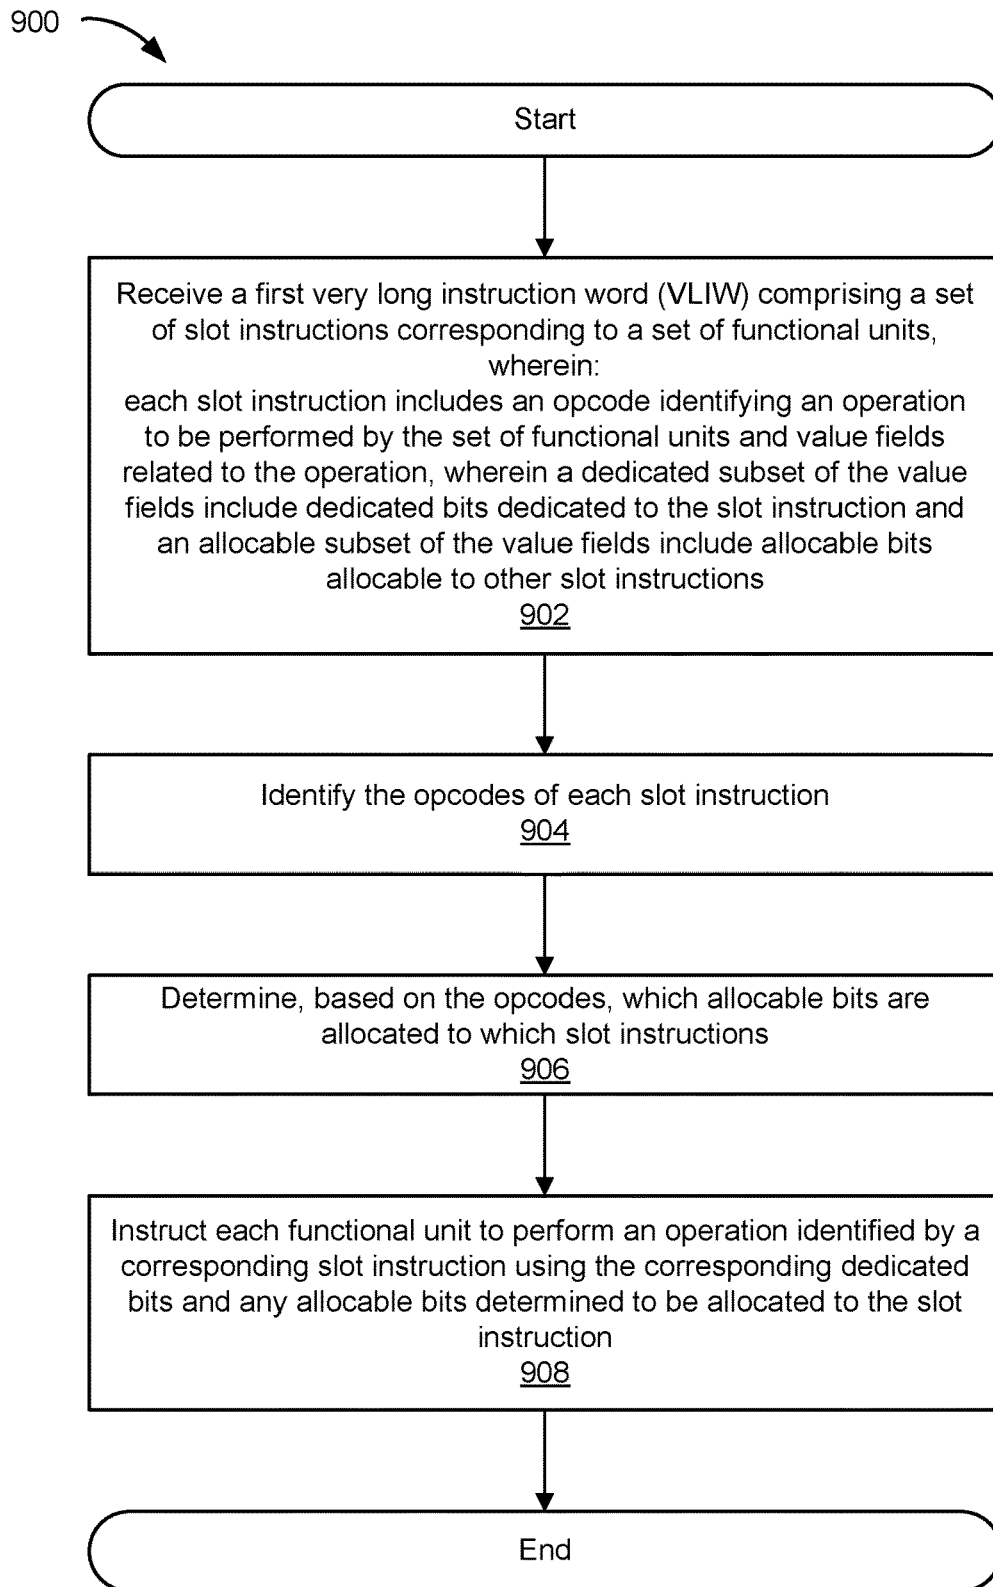 900
Start
Receive a first very long instruction word (VLIW) comprising a set
of slot instructions corresponding to a set of functional units,
wherein:
each slot instruction includes an opcode identifying an operation
to be performed by the set of functional units and value fields
related to the operation, wherein a dedicated subset of the value
fields include dedicated bits dedicated to the slot instruction and
an allocable subset of the value fields include allocable bits
allocable to other slot instructions
902
Identify the opcodes of each slot instruction
904
Determine, based on the opcodes, which allocable bits are
allocated to which slot instructions
906
Instruct each functional unit to perform an operation identified by a
corresponding slot instruction using the corresponding dedicated
bits and any allocable bits determined to be allocated to the slot
instruction
908
End